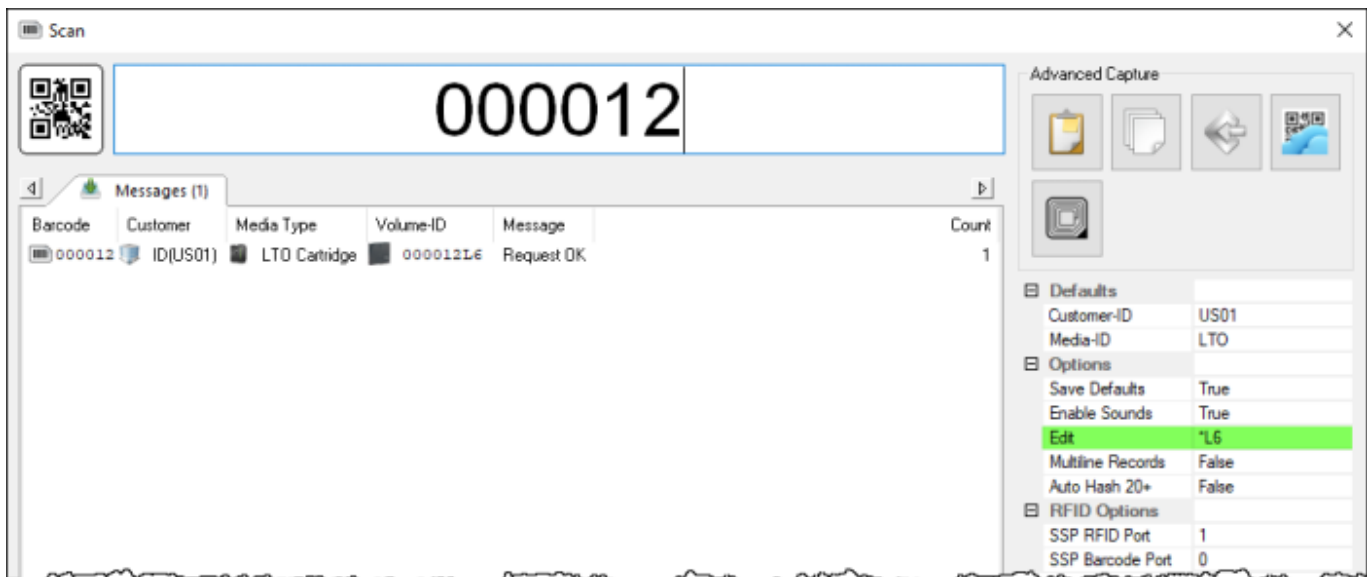 Scan
000012
Advanced Capture
Messages (1)
Barcode Customer Media Type Volume-ID Message Count
000012 ID(US01) LTO Cartridge 000012L6 Request OK 1
Defaults
Customer-ID US01
Media-ID LTO
Options
Save Defaults True
Enable Sounds True
Edit *L6
Multiline Records False
Auto Hash 20+ False
RFID Options
SSP RFID Port 1
SSP Barcode Port 0